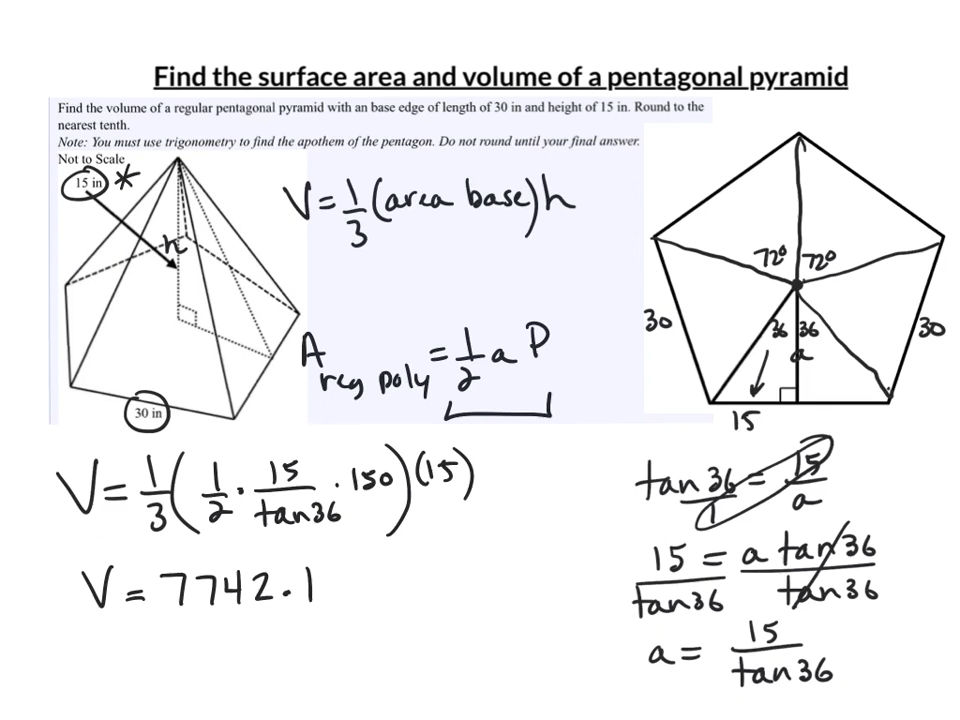 Find the surface area and volume of a pentagonal pyramid
Find the volume of a regular pentagonal pyramid with an base edge of length of 30 in and height of 15 in. Round to the
nearest tenth.
Note: You must use trigonometry to find the apothem of the pentagon. Do not round until your final answer.
Not to Scale
15 in *
h
30 in
V = 1/3 (area base) h
A reg poly = 1/2 a P
72° 72°
36 36
a
30
30
15
V = 1/3 (1/2 · 15/tan36 · 150)(15)
V = 7742.1
tan36/1 = 15/a
15/tan36 = a tan36/tan36
a = 15/tan36